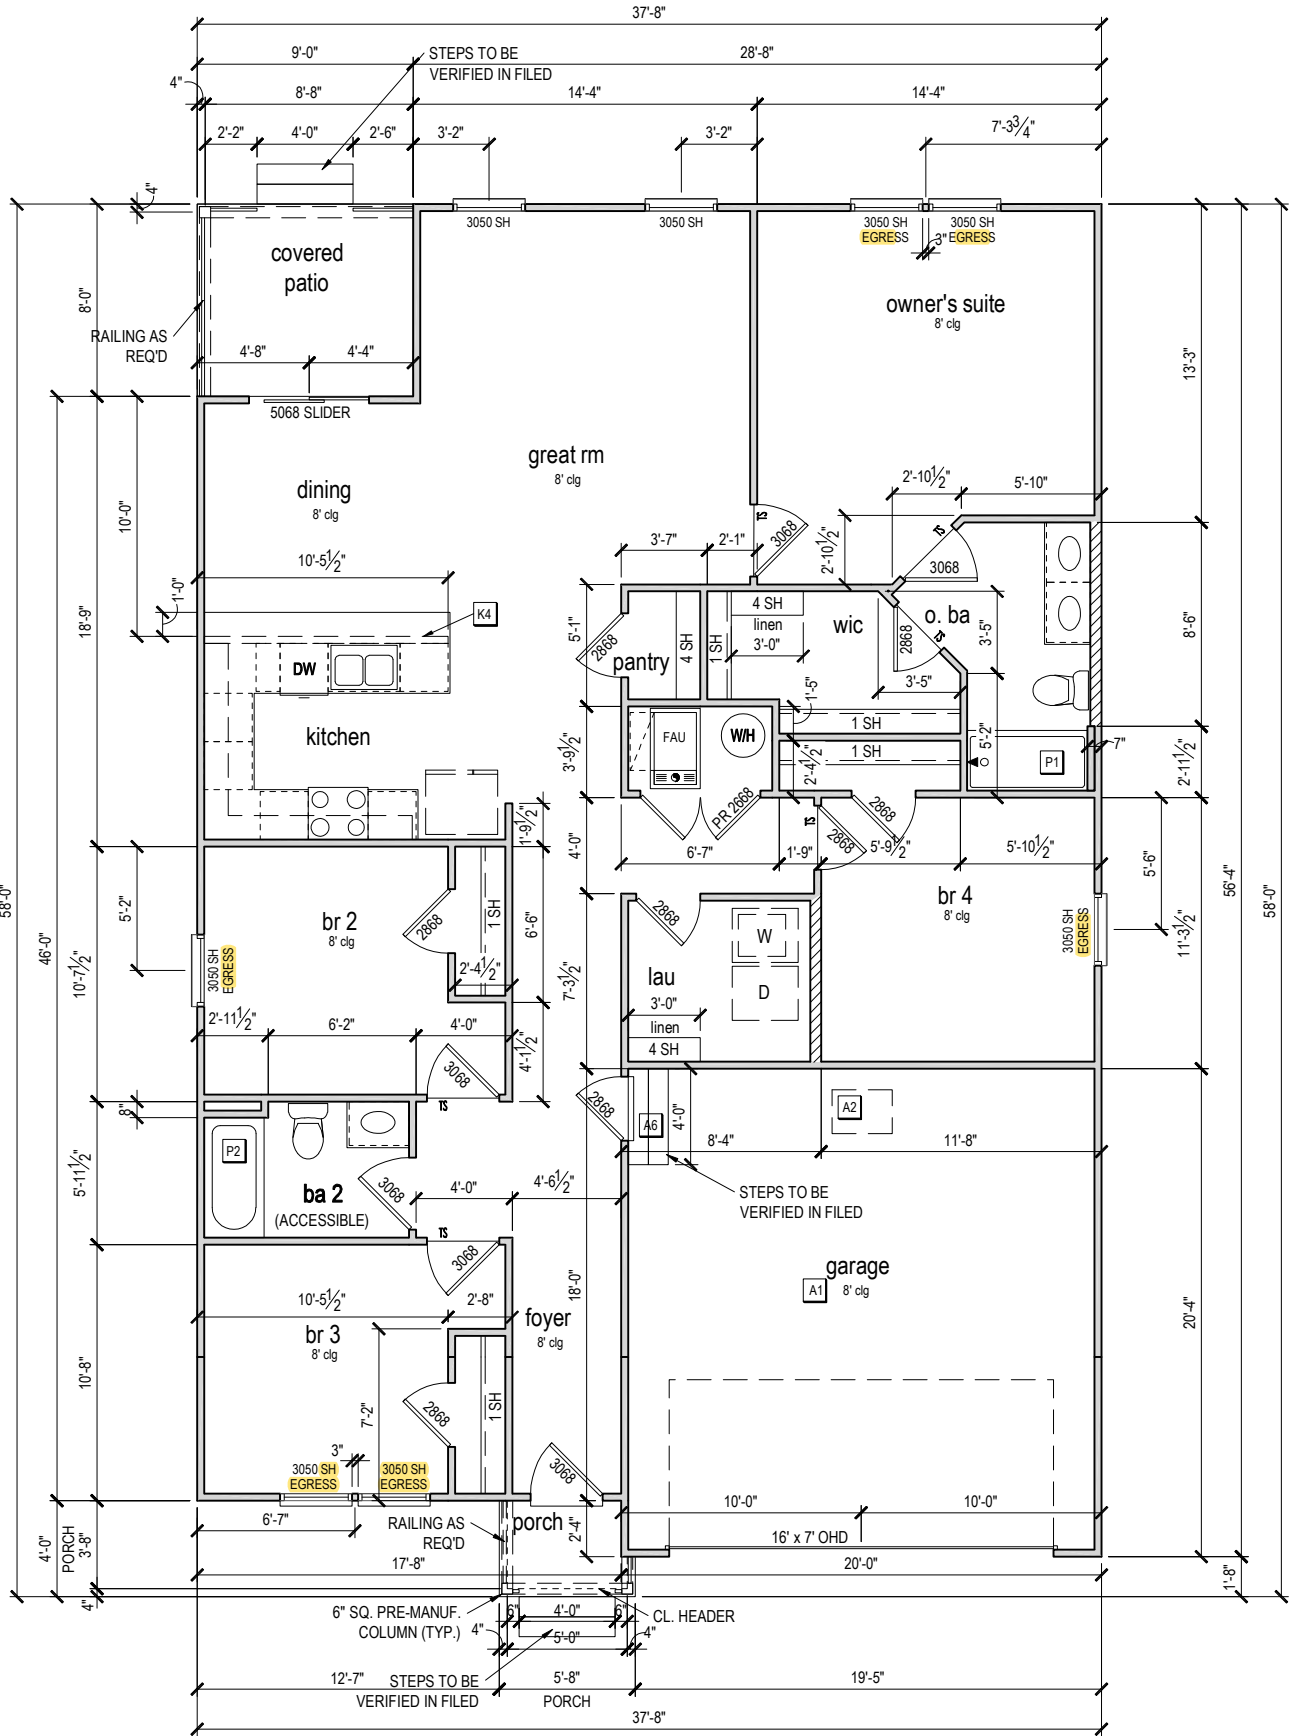 37'-8"
9'-0"
STEPS TO BE
VERIFIED IN FILED
28'-8"
4"
8'-8"
14'-4"
14'-4"
2'-2"
4'-0"
2'-6"
3'-2"
3'-2"
7'-3 3/4"
4"
3050 SH
3050 SH
3050 SH
EGRESS
3"
3050 SH
EGRESS
covered
patio
owner's suite
8' clg
8'-0"
RAILING AS
REQ'D
4'-8"
4'-4"
13'-3"
5068 SLIDER
great rm
8' clg
dining
8' clg
10'-0"
2'-10 1/2"
5'-10"
TS
3068
TS
3068
3'-7"
2'-1"
2'-10 1/2"
10'-5 1/2"
1'-0"
18'-9"
K4
5'-1"
2868
pantry
4 SH
1 SH
4 SH
linen
3'-0"
wic
2868
TS
o. ba
3'-5"
8'-6"
DW
3'-5"
1'-5"
1 SH
kitchen
FAU
W/H
1 SH
5'-2"
P1
7"
3'-9 1/2"
2'-4 1/2"
2'-11 1/2"
PR 2668
TS
2868
2868
1'-9 1/2"
4'-0"
6'-7"
1'-9"
5'-9 1/2"
5'-10 1/2"
5'-6"
58'-0"
46'-0"
56'-4"
58'-0"
5'-2"
br 2
8' clg
2868
1 SH
6'-6"
2868
W
br 4
8' clg
3050 SH
EGRESS
3050 SH
EGRESS
11'-3 1/2"
10'-7 1/2"
2'-4 1/2"
7'-3 1/2"
lau
D
3'-0"
linen
4 SH
2'-11 1/2"
6'-2"
4'-0"
4'-1 1/2"
3068
TS
8"
2868
A6
4'-0"
A2
P2
8'-4"
11'-8"
5'-11 1/2"
ba 2
(ACCESSIBLE)
3068
4'-0"
4'-6 1/2"
STEPS TO BE
VERIFIED IN FILED
TS
3068
garage
8' clg
A1
18'-0"
10'-5 1/2"
2'-8"
foyer
8' clg
br 3
8' clg
20'-4"
10'-8"
7'-2"
2868
1 SH
3"
3050 SH
EGRESS
3050 SH
EGRESS
3068
6'-7"
RAILING AS
REQ'D
porch
2'-4"
10'-0"
10'-0"
16' x 7' OHD
4'-0"
PORCH
3'-8"
17'-8"
20'-0"
1'-8"
4"
6" SQ. PRE-MANUF.
COLUMN (TYP.)
6"
4'-0"
6"
CL. HEADER
4"
5'-0"
4"
12'-7"
STEPS TO BE
VERIFIED IN FILED
5'-8"
PORCH
19'-5"
37'-8"